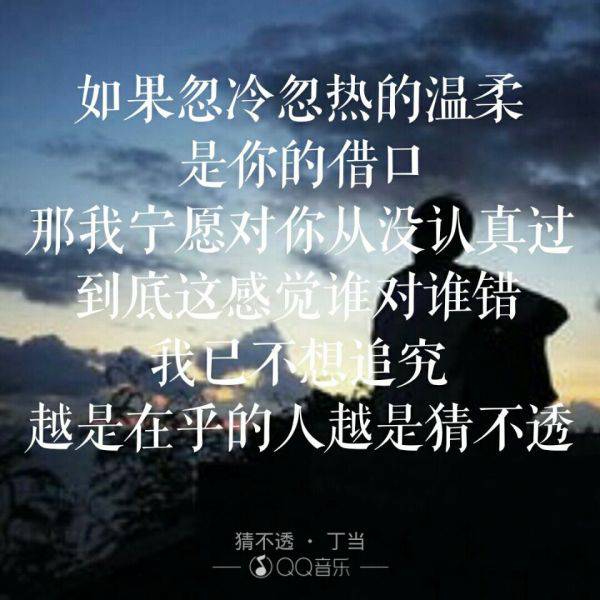 如果忽冷忽热的温柔
是你的借口
那我宁愿对你从没认真过
到底这感觉谁对谁错
我已不想追究
越是在乎的人越是猜不透
猜不透 · 丁当
QQ音乐